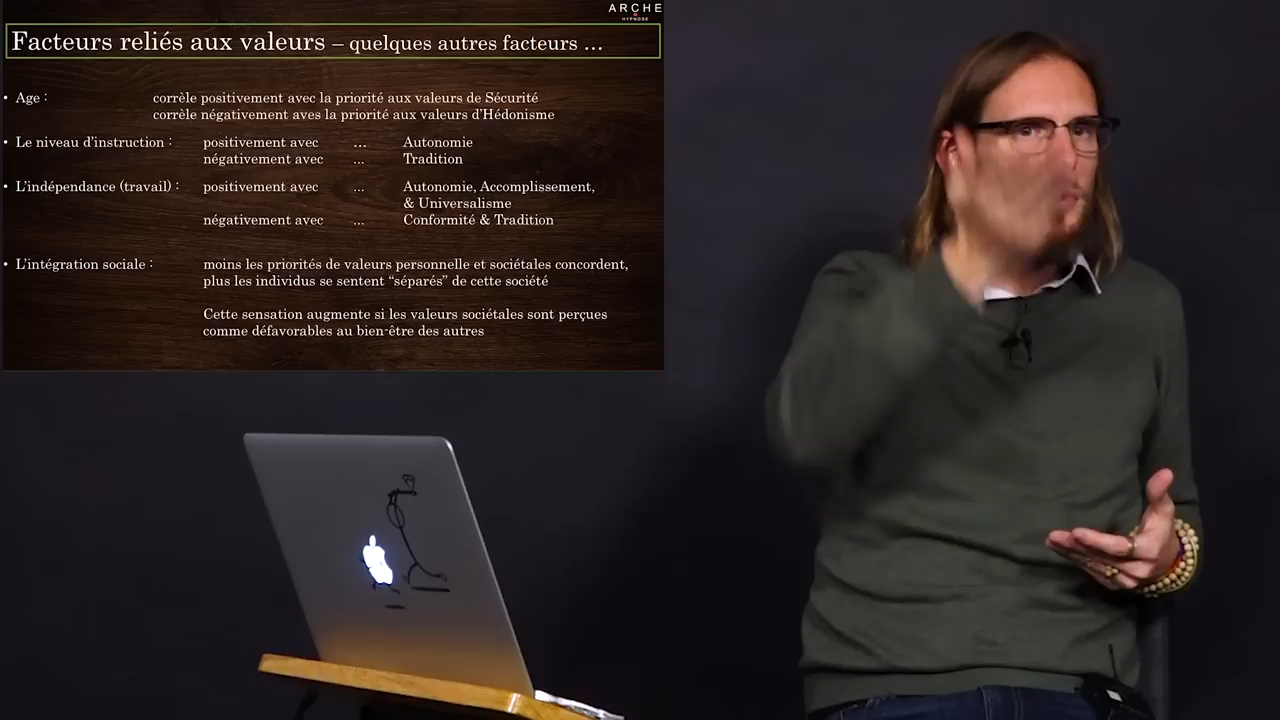 ARCHE
HYPNOSE
Facteurs reliés aux valeurs – quelques autres facteurs …
• Age : corrèle positivement avec la priorité aux valeurs de Sécurité
corrèle négativement aves la priorité aux valeurs d’Hédonisme
• Le niveau d’instruction : positivement avec … Autonomie
négativement avec ... Tradition
• L’indépendance (travail) : positivement avec ... Autonomie, Accomplissement,
& Universalisme
négativement avec ... Conformité & Tradition
• L’intégration sociale : moins les priorités de valeurs personnelle et sociétales concordent,
plus les individus se sentent “séparés” de cette société
Cette sensation augmente si les valeurs sociétales sont perçues
comme défavorables au bien-être des autres